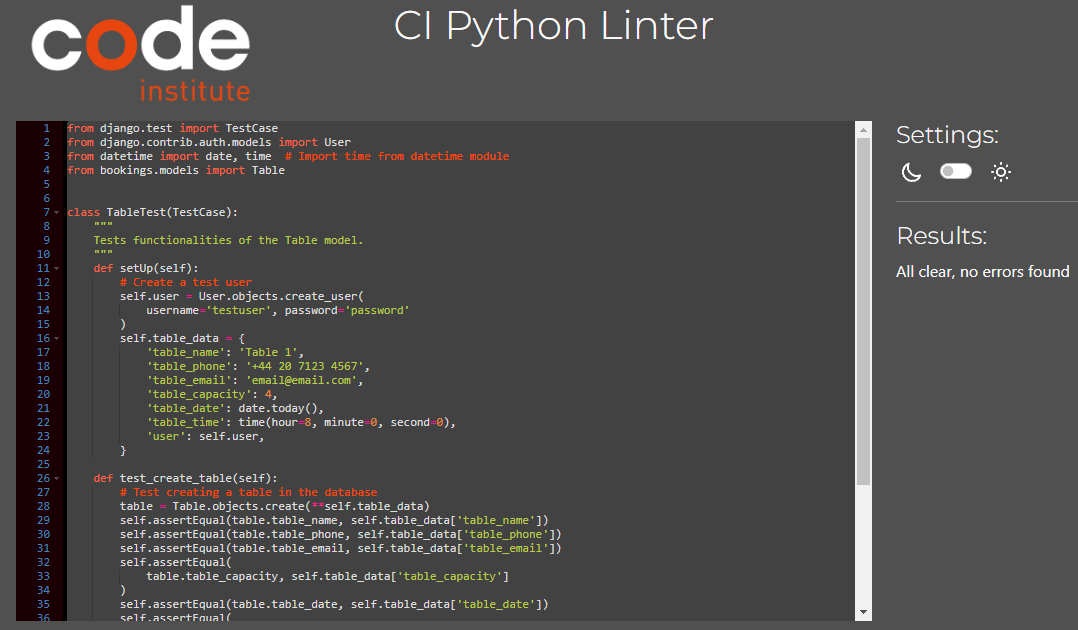 code
institute
CI Python Linter
1 from django.test import TestCase
2 from django.contrib.auth.models import User
3 from datetime import date, time  # Import time from datetime module
4 from bookings.models import Table
5
6
7 class TableTest(TestCase):
8     """
9     Tests functionalities of the Table model.
10     """
11     def setUp(self):
12         # Create a test user
13         self.user = User.objects.create_user(
14             username='testuser', password='password'
15         )
16         self.table_data = {
17             'table_name': 'Table 1',
18             'table_phone': '+44 20 7123 4567',
19             'table_email': 'email@email.com',
20             'table_capacity': 4,
21             'table_date': date.today(),
22             'table_time': time(hour=8, minute=0, second=0),
23             'user': self.user,
24         }
25
26     def test_create_table(self):
27         # Test creating a table in the database
28         table = Table.objects.create(**self.table_data)
29         self.assertEqual(table.table_name, self.table_data['table_name'])
30         self.assertEqual(table.table_phone, self.table_data['table_phone'])
31         self.assertEqual(table.table_email, self.table_data['table_email'])
32         self.assertEqual(
33             table.table_capacity, self.table_data['table_capacity']
34         )
35         self.assertEqual(table.table_date, self.table_data['table_date'])
36         self.assertEqual(
Settings:
Results:
All clear, no errors found